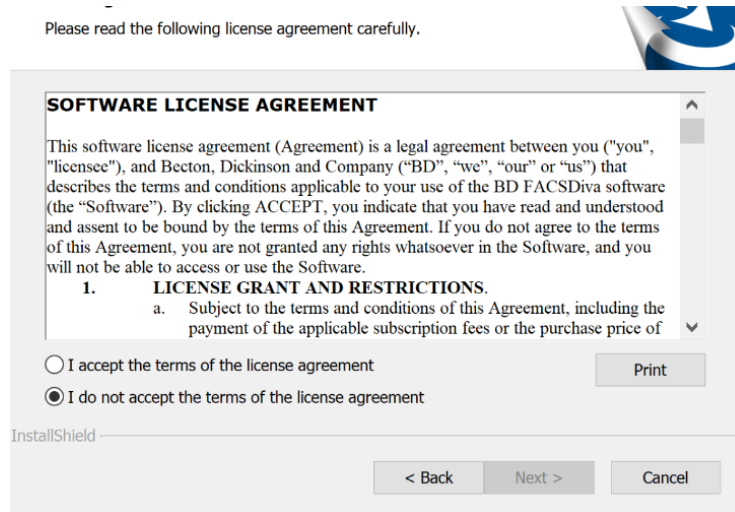 Please read the following license agreement carefully.
SOFTWARE LICENSE AGREEMENT
This software license agreement (Agreement) is a legal agreement between you ("you",
"licensee"), and Becton, Dickinson and Company (“BD”, “we”, “our” or “us”) that
describes the terms and conditions applicable to your use of the BD FACSDiva software
(the “Software”). By clicking ACCEPT, you indicate that you have read and understood
and assent to be bound by the terms of this Agreement. If you do not agree to the terms
of this Agreement, you are not granted any rights whatsoever in the Software, and you
will not be able to access or use the Software.
1. LICENSE GRANT AND RESTRICTIONS.
a. Subject to the terms and conditions of this Agreement, including the
payment of the applicable subscription fees or the purchase price of
I accept the terms of the license agreement
Print
I do not accept the terms of the license agreement
InstallShield
< Back Next > Cancel